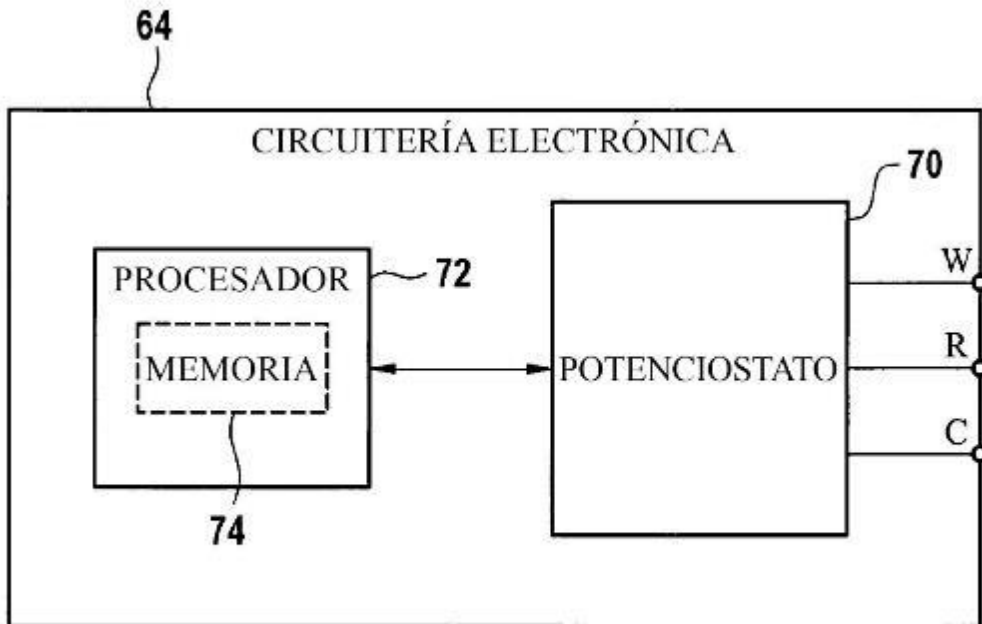 64
CIRCUITERÍA ELECTRÓNICA
70
PROCESADOR
72
W
MEMORIA
POTENCIOSTATO
R
C
74